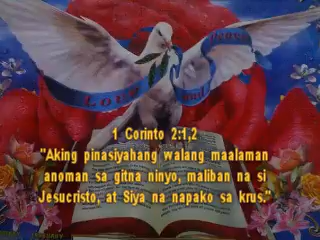 Love
1 Corinto 2:1,2
"Aking pinasiyahang walang maalaman
anoman sa gitna ninyo, maliban na si
Jesucristo, at Siya na napako sa krus."